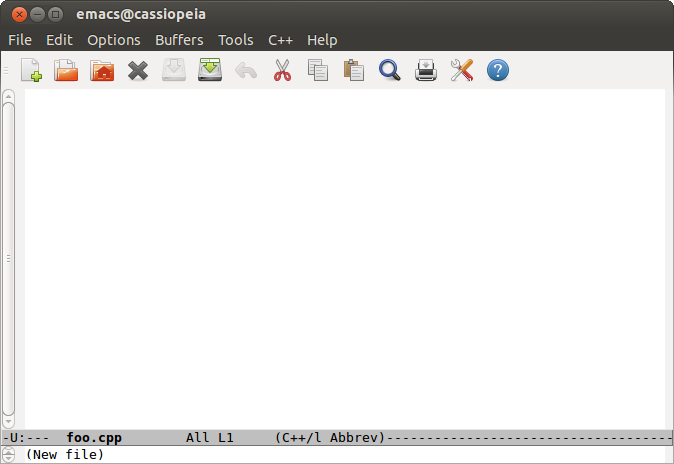 emacs@cassiopeia
File Edit Options Buffers Tools C++ Help
-U:--- foo.cpp All L1 (C++/l Abbrev)------------------------------------
(New file)